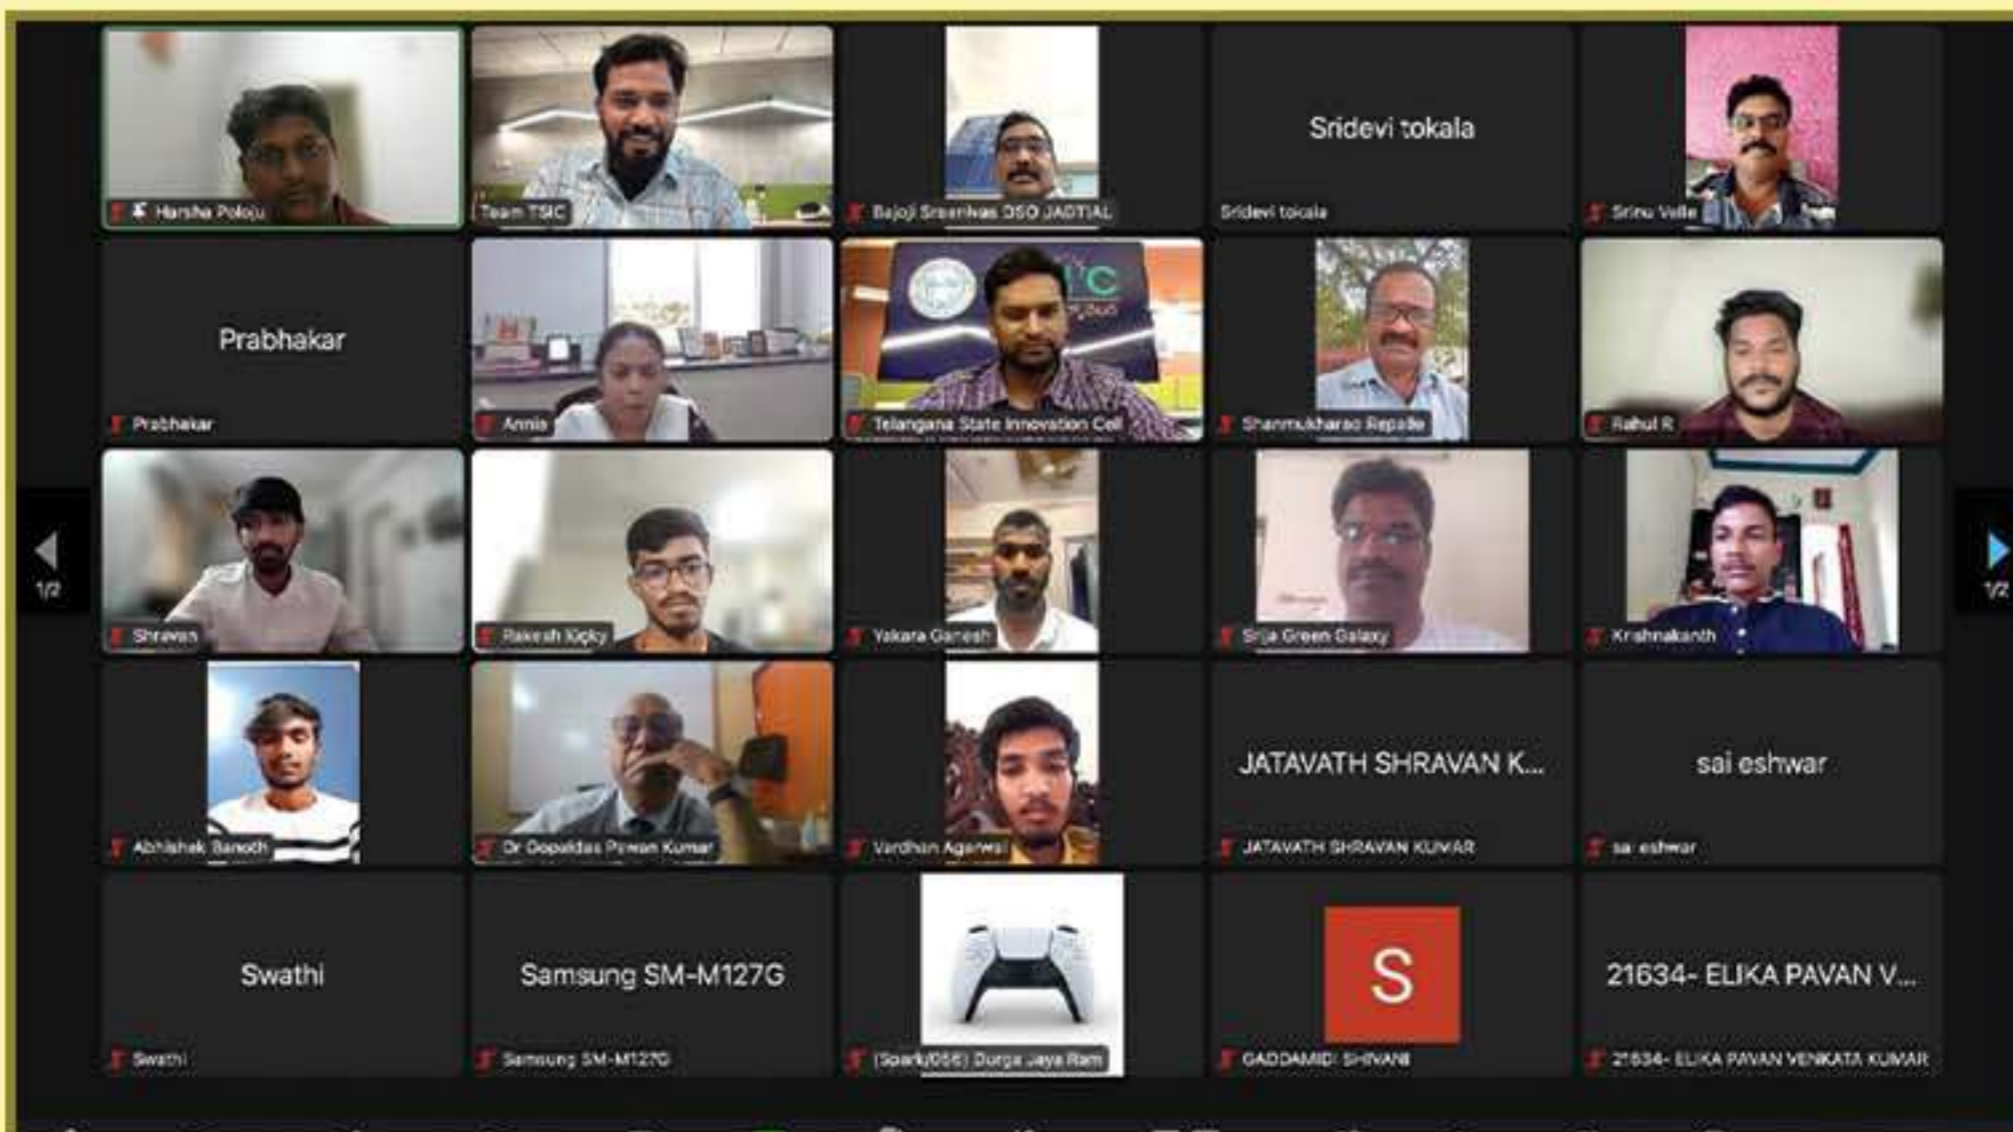 Harsha Poloju
Team TSIC
Bajoji Sreenivas DSO JAGTIAL
Sridevi tokala
Sridevi tokala
Srinu Velle
Prabhakar
Prabhakar
Annie
C
Telangana State Innovation Cell
Shanmukharao Repalle
Rahul R
1/2
Shravan
Rakesh Kicky
Yakara Ganesh
Srija Green Galaxy
Krishnakanth
1/2
Abhishek Banoth
Dr Gopaldas Pawan Kumar
Vardhan Agarwal
JATAVATH SHRAVAN K...
JATAVATH SHRAVAN KUMAR
sai eshwar
sai eshwar
Swathi
Swathi
Samsung SM-M127G
Samsung SM-M127G
(Spark/056) Durga Jaya Ram
S
GADDAMIDI SHIVANI
21634- ELIKA PAVAN V...
21634- ELIKA PAVAN VENKATA KUMAR